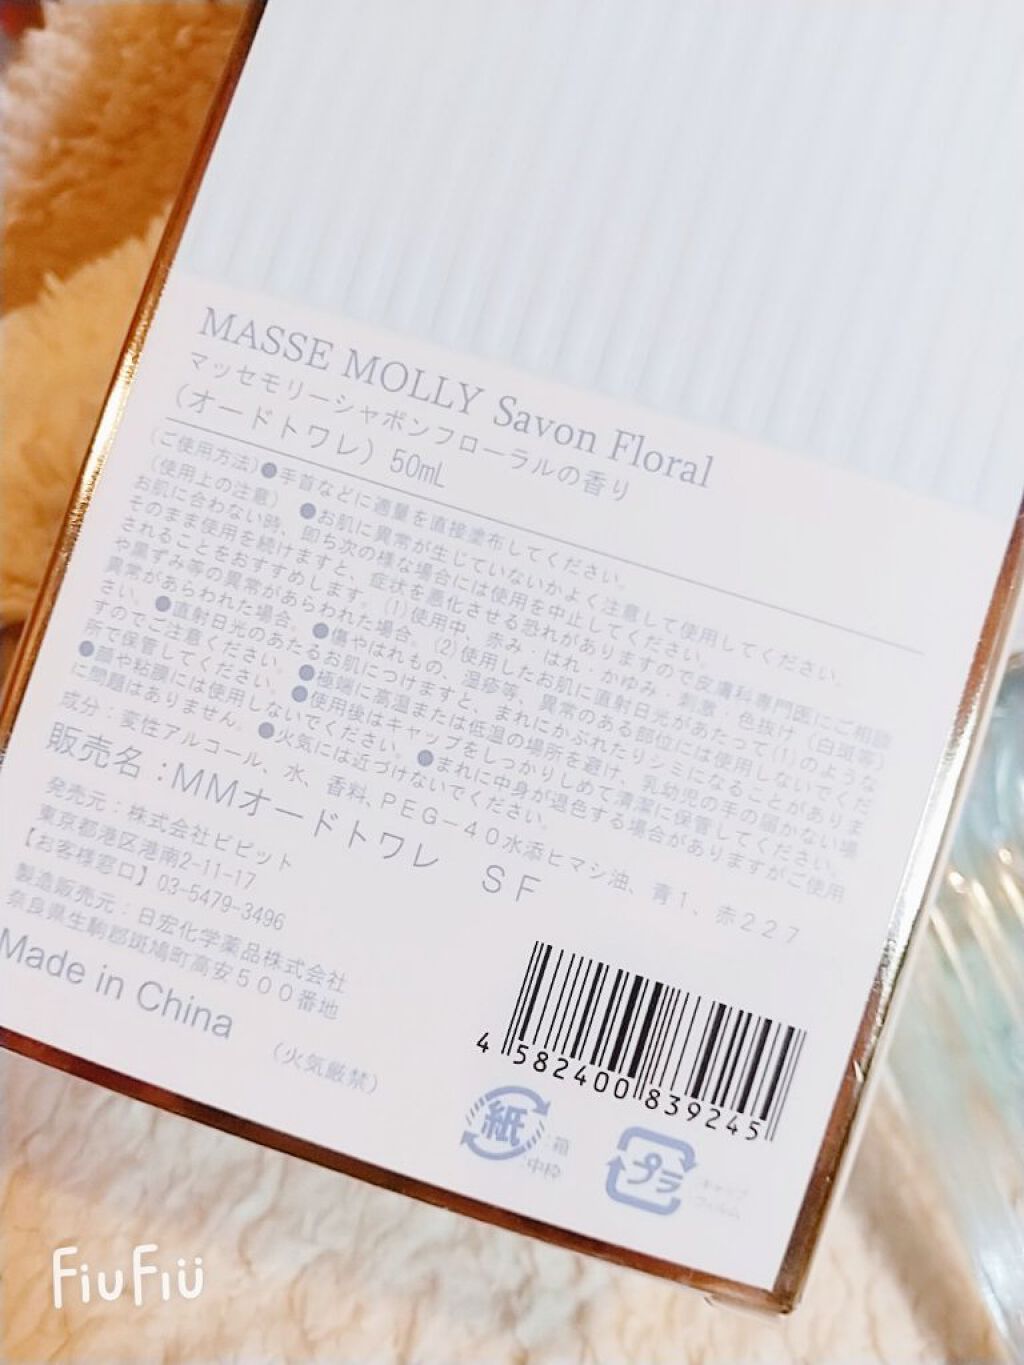 MASSE MOLLY Savon Floral
マッセモリーシャボンフローラルの香り
(オードトワレ) 50mL
(ご使用方法)●手首などに適量を直接塗布してください。
(使用上の注意) ●お肌に異常が生じていないかよく注意して使用してください。
お肌に合わない時、即ち次の様な場合には使用を中止してください。
そのまま使用を続けますと、症状を悪化させる恐れがありますので皮膚科専門医にご相談
されることをおすすめします。(1)使用中、赤み・はれ・かゆみ・刺激・色抜け(白斑等)
や黒ずみ等の異常があらわれた場合。(2)使用したお肌に直射日光があたって(1)のような
異常があらわれた場合。●傷やはれもの、湿疹等、異常のある部位には使用しないでくだ
さい。●直射日光のあたるお肌につけますと、まれにかぶれたりシミになることがありま
すのでご注意ください。●極端に高温または低温の場所を避け、乳幼児の手の届かない場
所で保管してください。●使用後はキャップをしっかりしめて清潔に保管してください。
●顔や粘膜には使用しないでください。●まれに中身が退色する場合がありますがご使用
に問題はありません。●火気には近づけないでください。
成分:変性アルコール、水、香料、PEG-40水添ヒマシ油、青1、赤227
販売名:MMオードトワレ SF
発売元:株式会社ビビット
東京都港区港南2-11-17
【お客様窓口】03-5479-3496
製造販売元:日宏化学薬品株式会社
奈良県生駒郡斑鳩町高安500番地
Made in China
(火気厳禁)
4 582400 839245
紙
:箱
:中枠
プラ
FiuFiü